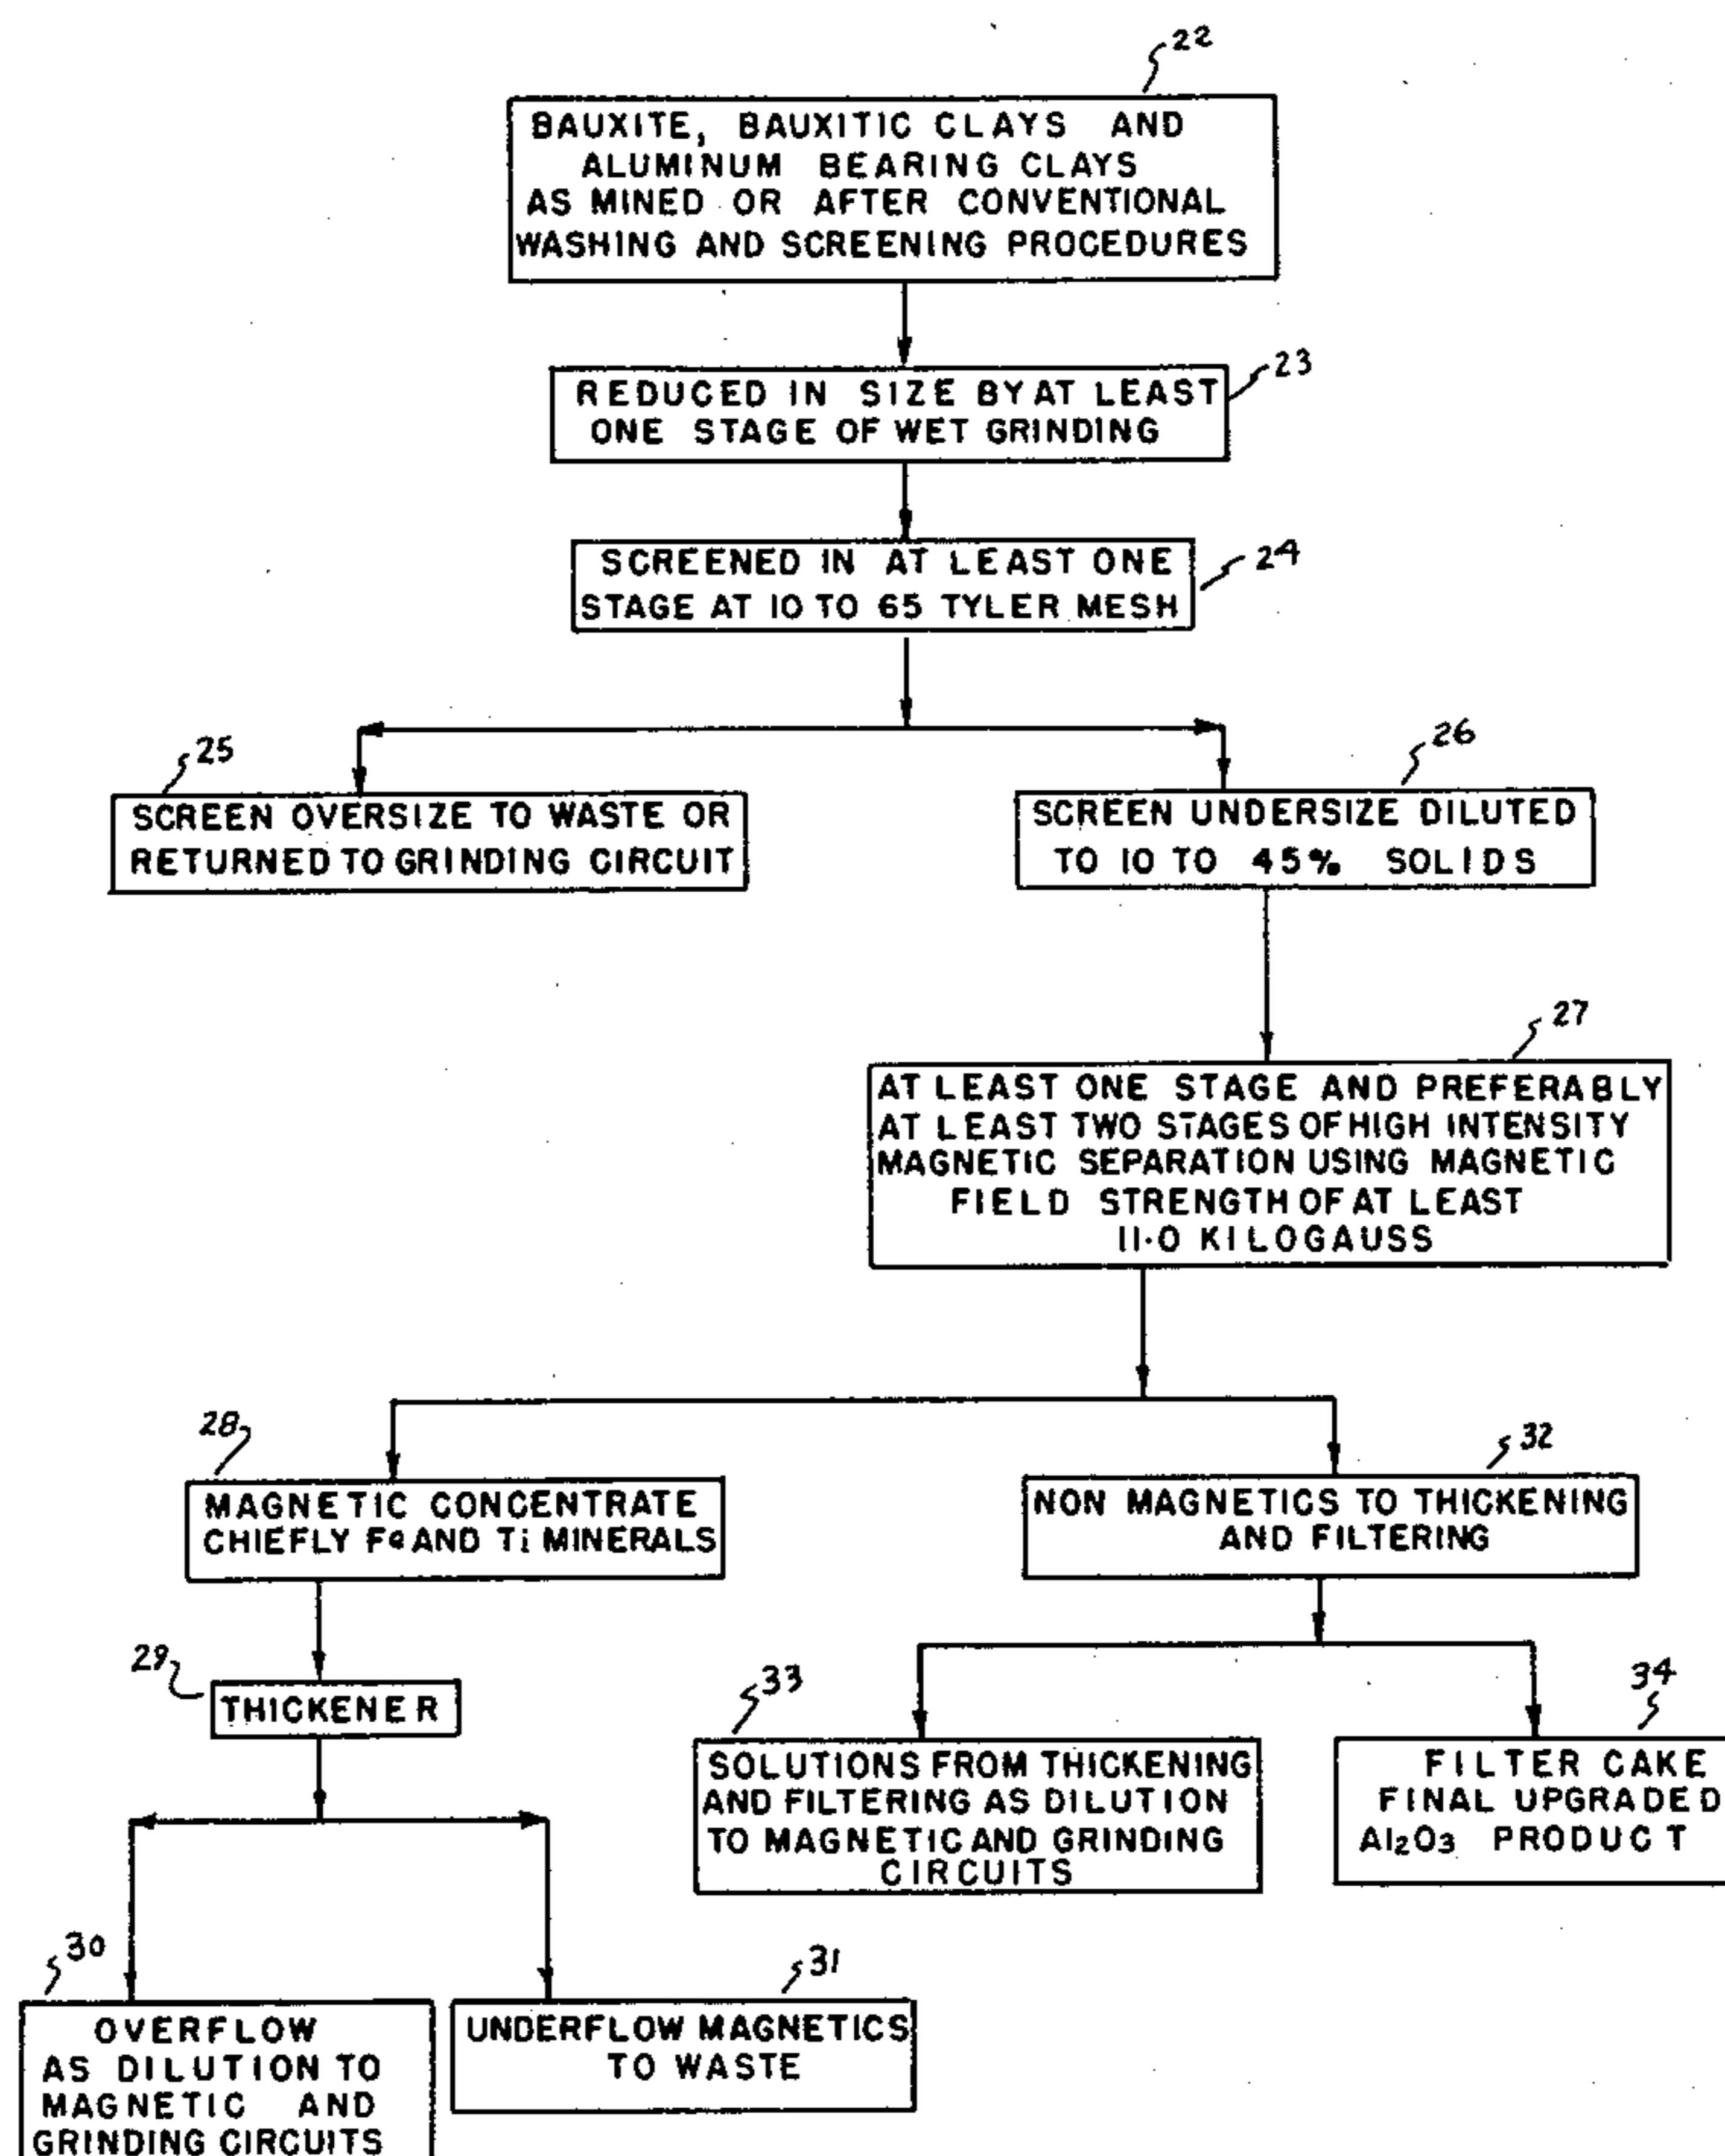 22
BAUXITE, BAUXITIC CLAYS AND
ALUMINUM BEARING CLAYS
AS MINED OR AFTER CONVENTIONAL
WASHING AND SCREENING PROCEDURES
23
REDUCED IN SIZE BY AT LEAST
ONE STAGE OF WET GRINDING
24
SCREENED IN AT LEAST ONE
STAGE AT 10 TO 65 TYLER MESH
25
SCREEN OVERSIZE TO WASTE OR
RETURNED TO GRINDING CIRCUIT
26
SCREEN UNDERSIZE DILUTED
TO 10 TO 45% SOLIDS
27
AT LEAST ONE STAGE AND PREFERABLY
AT LEAST TWO STAGES OF HIGH INTENSITY
MAGNETIC SEPARATION USING MAGNETIC
FIELD STRENGTH OF AT LEAST
11.0 KILOGAUSS
28
MAGNETIC CONCENTRATE
CHIEFLY Fe AND Ti MINERALS
32
NON MAGNETICS TO THICKENING
AND FILTERING
29
THICKENER
33
SOLUTIONS FROM THICKENING
AND FILTERING AS DILUTION
TO MAGNETIC AND GRINDING
CIRCUITS
34
FILTER CAKE
FINAL UPGRADED
Al2O3 PRODUCT
30
OVERFLOW
AS DILUTION TO
MAGNETIC AND
GRINDING CIRCUITS
31
UNDERFLOW MAGNETICS
TO WASTE